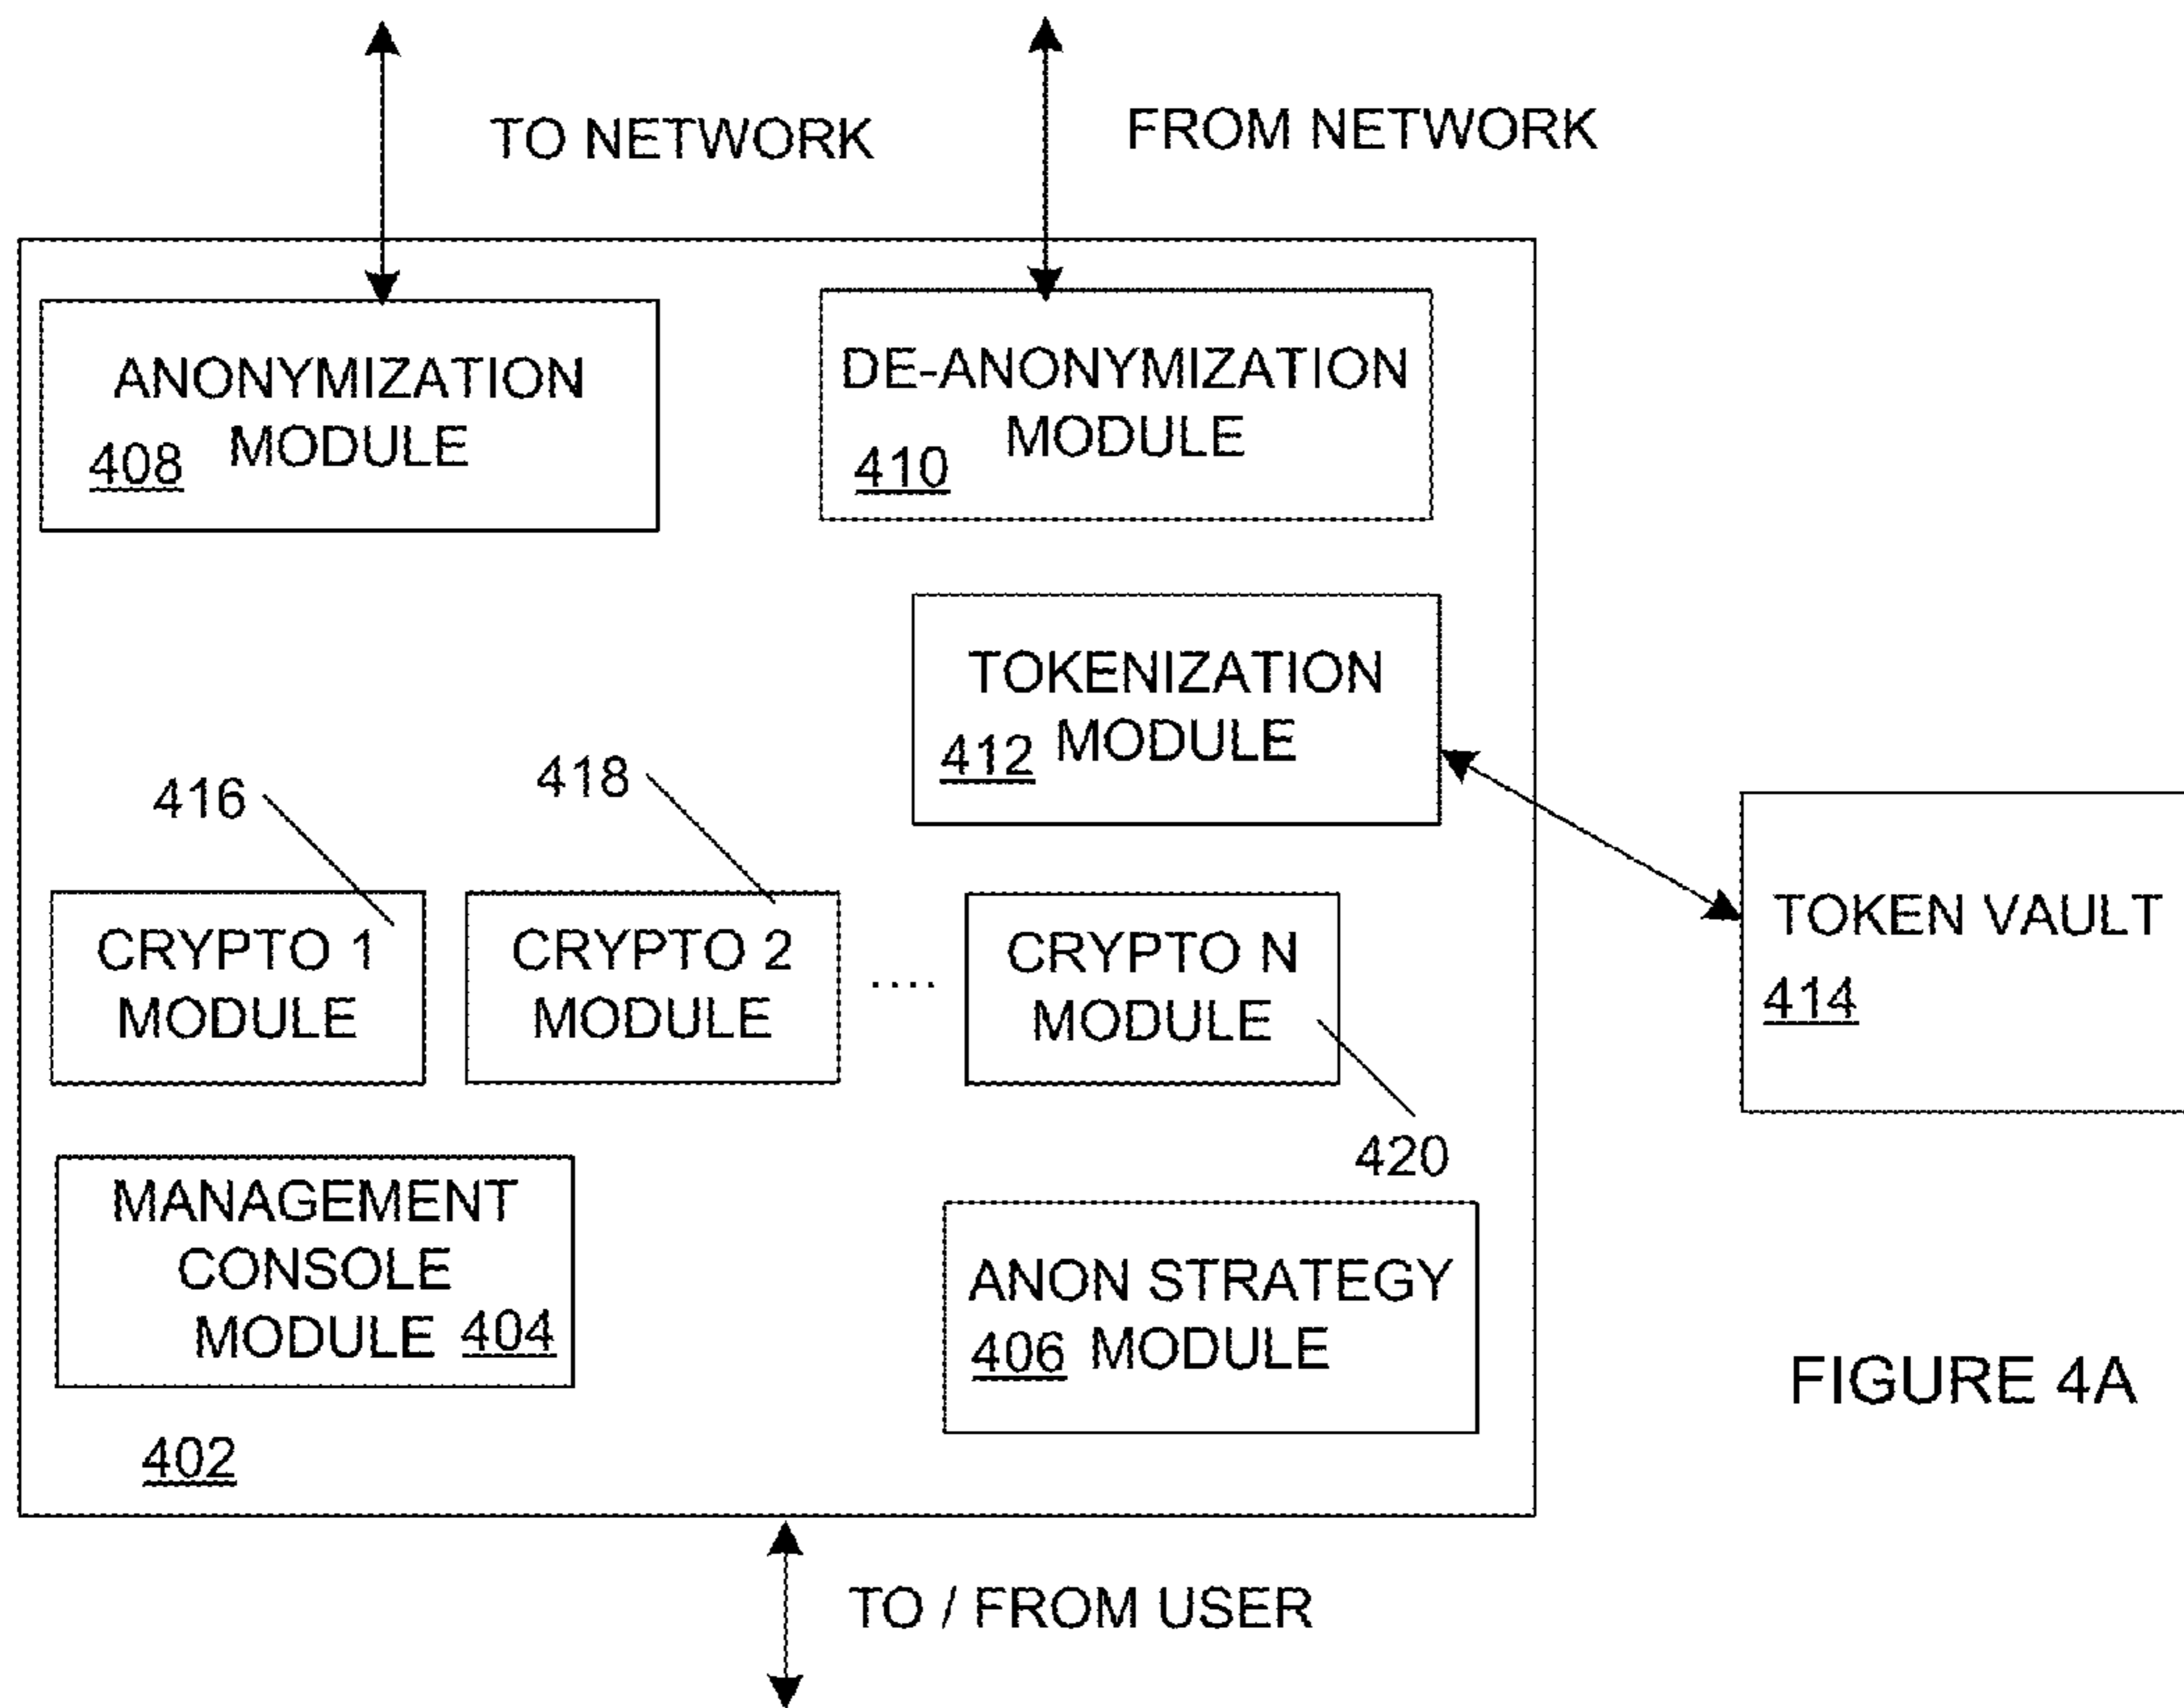 TO NETWORK
FROM NETWORK
ANONYMIZATION
MODULE
408
DE-ANONYMIZATION
MODULE
410
TOKENIZATION
MODULE
412
416
418
CRYPTO 1
MODULE
CRYPTO 2
MODULE
....
CRYPTO N
MODULE
420
TOKEN VAULT
414
MANAGEMENT
CONSOLE
MODULE 404
ANON STRATEGY
406 MODULE
402
FIGURE 4A
TO / FROM USER